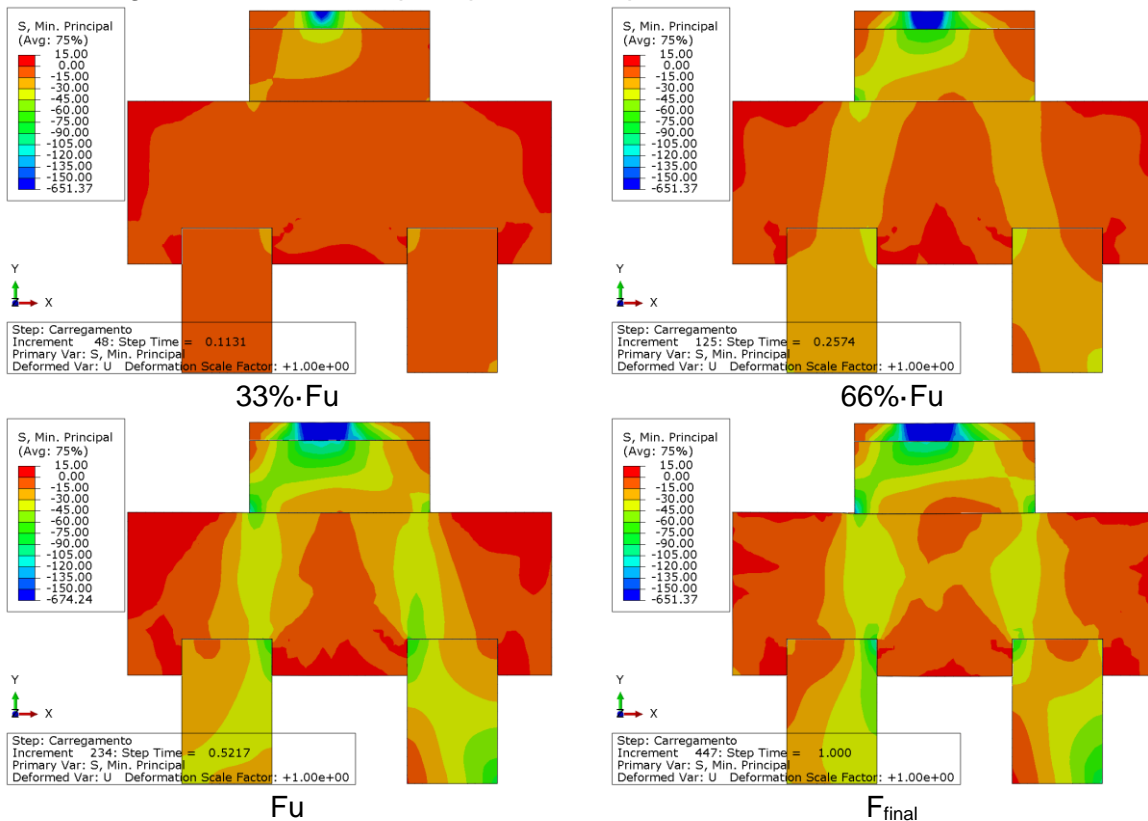 S, Min. Principal
(Avg: 75%)
15.00
0.00
-15.00
-30.00
-45.00
-60.00
-75.00
-90.00
-105.00
-120.00
-135.00
-150.00
-651.37
Y
X
Z
Step: Carregamento
Increment 48: Step Time = 0.1131
Primary Var: S, Min. Principal
Deformed Var: U Deformation Scale Factor: +1.00e+00
33%·Fu
S, Min. Principal
(Avg: 75%)
15.00
0.00
-15.00
-30.00
-45.00
-60.00
-75.00
-90.00
-105.00
-120.00
-135.00
-150.00
-651.37
Y
X
Z
Step: Carregamento
Increment 125: Step Time = 0.2574
Primary Var: S, Min. Principal
Deformed Var: U Deformation Scale Factor: +1.00e+00
66%·Fu
S, Min. Principal
(Avg: 75%)
15.00
0.00
-15.00
-30.00
-45.00
-60.00
-75.00
-90.00
-105.00
-120.00
-135.00
-150.00
-674.24
Y
X
Z
Step: Carregamento
Increment 234: Step Time = 0.5217
Primary Var: S, Min. Principal
Deformed Var: U Deformation Scale Factor: +1.00e+00
Fu
S, Min. Principal
(Avg: 75%)
15.00
0.00
-15.00
-30.00
-45.00
-60.00
-75.00
-90.00
-105.00
-120.00
-135.00
-150.00
-651.37
Y
X
Z
Step: Carregamento
Increment 447: Step Time = 1.000
Primary Var: S, Min. Principal
Deformed Var: U Deformation Scale Factor: +1.00e+00
Ffinal